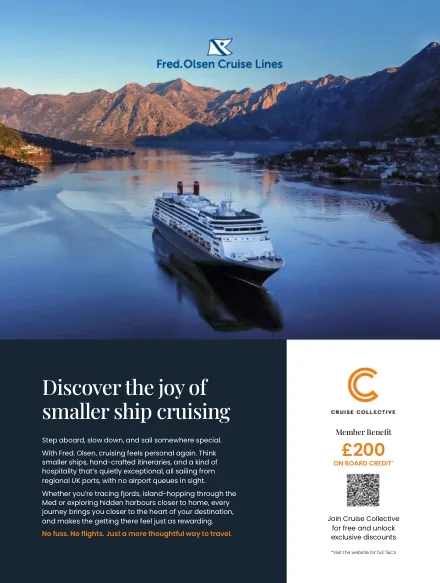 Fred.Olsen Cruise Lines
Discover the joy of
smaller ship cruising
Step aboard, slow down, and sail somewhere special.
With Fred. Olsen, cruising feels personal again. Think
smaller ships, hand-crafted itineraries, and a kind of
hospitality that's quietly exceptional, all sailing from
regional UK ports, with no airport queues in sight.
Whether you're tracing fjords, island-hopping through the
Med or exploring hidden harbours closer to home, every
journey brings you closer to the heart of your destination,
and makes the getting there feel just as rewarding.
No fuss. No flights. Just a more thoughtful way to travel.
CRUISE COLLECTIVE
Member Benefit
£200
ON BOARD CREDIT*
Join Cruise Collective
for free and unlock
exclusive discounts
*Visit the website for full T&Cs